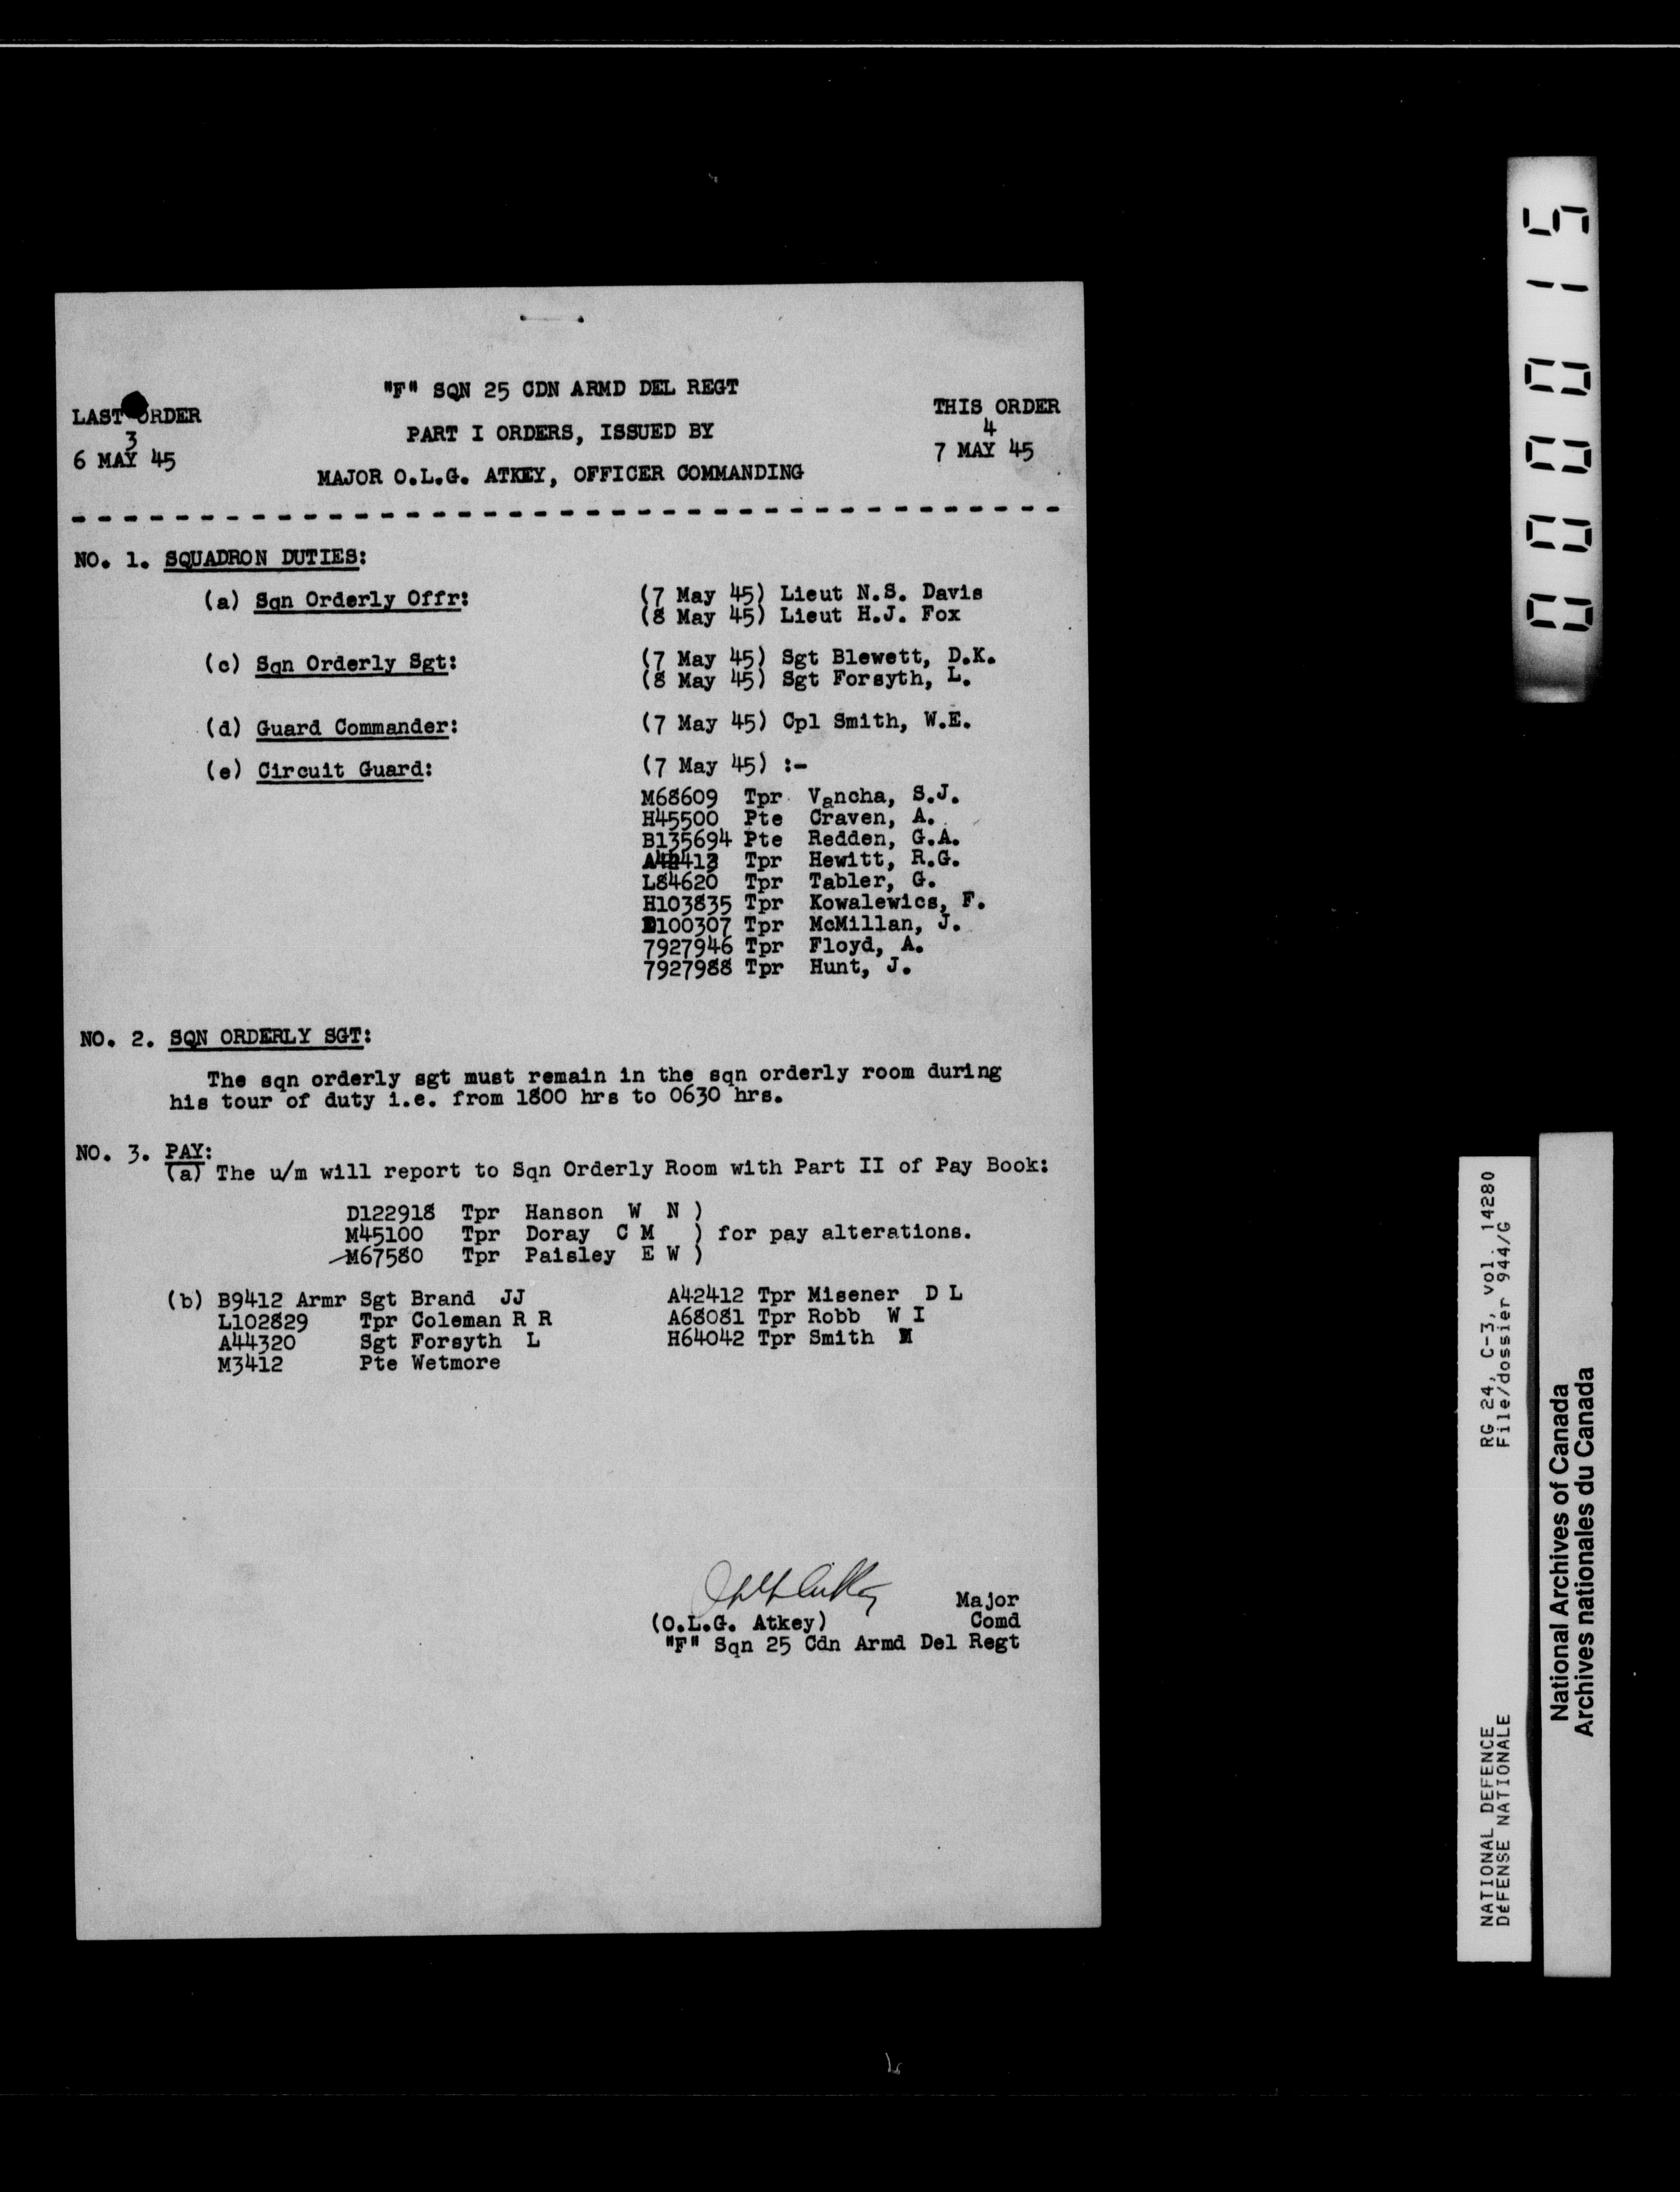 "F" SQN 25 CDN ARMD DEL REGT
LAST ORDER
3
6 MAY 45
PART I ORDERS, ISSUED BY
MAJOR O.L.G. ATKEY, OFFICER COMMANDING
THIS ORDER
4
7 MAY 45
NO. 1. SQUADRON DUTIES:
(a) Sqn Orderly Offr: (7 May 45) Lieut N.S. Davis
(8 May 45) Lieut H.J. Fox
(c) Sqn Orderly Sgt: (7 May 45) Sgt Blewett, D.K.
(8 May 45) Sgt Forsyth, L.
(d) Guard Commander: (7 May 45) Cpl Smith, W.E.
(e) Circuit Guard: (7 May 45) :-
M68609 Tpr Vancha, S.J.
H45500 Pte Craven, A.
B135694 Pte Redden, G.A.
Tpr Hewitt, R.G.
L84620 Tpr Tabler, G.
H103835 Tpr Kowalewics, F.
D100307 Tpr McMillan, J.
7927946 Tpr Floyd, A.
7927988 Tpr Hunt, J.
NO. 2. SQN ORDERLY SGT:
The sqn orderly sgt must remain in the sqn orderly room during
his tour of duty i.e. from 1800 hrs to 0630 hrs.
NO. 3. PAY:
(a) The u/m will report to Sqn Orderly Room with Part II of Pay Book:
D122918 Tpr Hanson W N )
M45100 Tpr Doray C M ) for pay alterations.
M67580 Tpr Paisley E W )
(b) B9412 Armr Sgt Brand JJ A42412 Tpr Misener D L
L102829 Tpr Coleman R R A68081 Tpr Robb W I
A44320 Sgt Forsyth L H64042 Tpr Smith
M3412 Pte Wetmore
Major
(O.L.G. Atkey) Comd
"F" Sqn 25 Cdn Armd Del Regt
000015
RG 24, C-3, vol. 14280
File/dossier 944/G
NATIONAL DEFENCE
DéFENSE NATIONALE
National Archives of Canada
Archives nationales du Canada